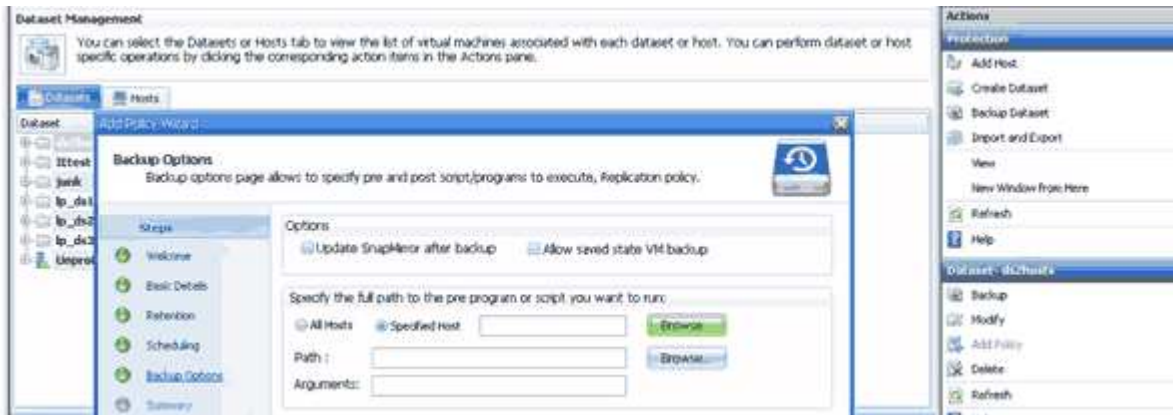 Dataset Management
You can select the Datasets or Hosts tab to view the list of virtual machines associated with each dataset or host. You can perform dataset or host
specific operations by clicking the corresponding action items in the Actions pane.
Datasets
Hosts
Dataset
junk
lp_ds1
lp_ds2
lp_ds3
Unprot
Add Policy Wizard
Backup Options
Backup options page allows to specify pre and post script/programs to execute, Replication policy.
Steps
Welcome
Basic Details
Retention
Scheduling
Backup Options
Summary
Options
Update SnapMirror after backup
Allow saved state VM backup
Specify the full path to the pre program or script you want to run:
All Hosts
Specified Host
Browse...
Path :
Browse...
Arguments:
Actions
Protection
Add Host
Create Dataset
Backup Dataset
Import and Export
View
New Window from Here
Refresh
Help
Dataset- ds2hosts
Backup
Modify
Add Policy
Delete
Refresh